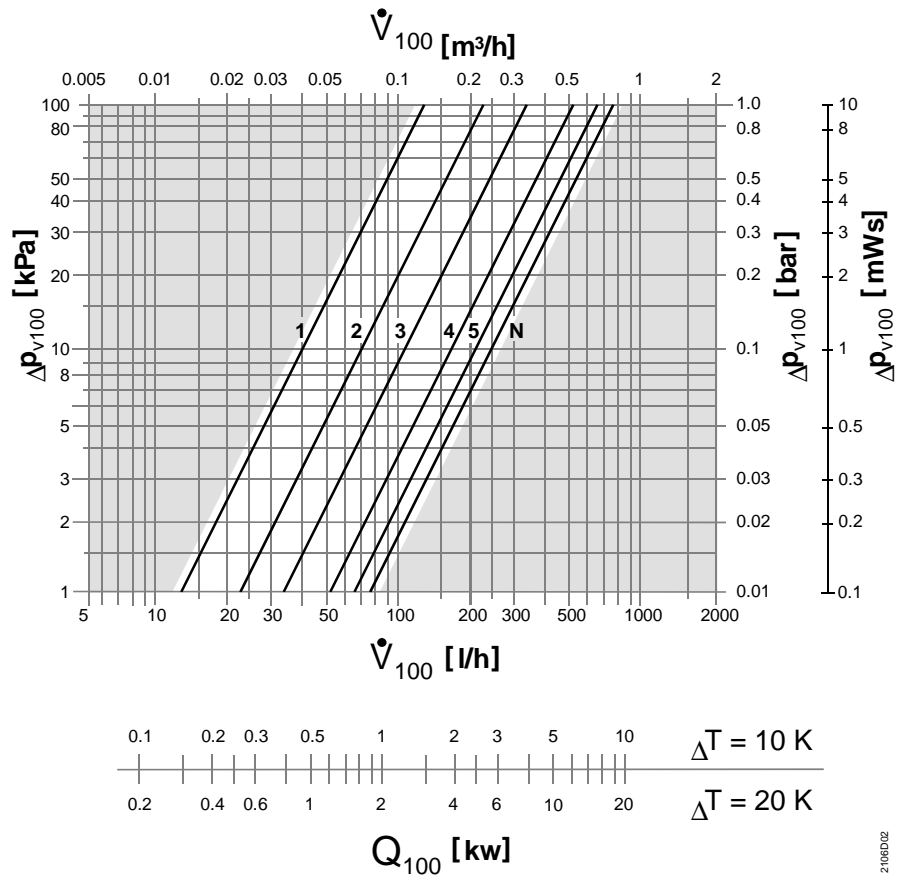 V̇100 [m³/h]
0.005 0.01 0.02 0.03 0.05 0.1 0.2 0.3 0.5 1 2
100 1.0 10
80 0.8 8
50 0.5 5
40 0.4 4
30 0.3 3
20 0.2 2
1 2 3 4 5 N
10 0.1 1
8
5 0.05 0.5
3 0.03 0.3
2 0.02 0.2
1 0.01 0.1
Δpv100 [kPa]
Δpv100 [bar]
Δpv100 [mWs]
5 10 20 30 50 100 200 300 500 1000 2000
V̇100 [l/h]
0.1 0.2 0.3 0.5 1 2 3 5 10 ΔT = 10 K
0.2 0.4 0.6 1 2 4 6 10 20 ΔT = 20 K
Q100 [kw]
2106D02